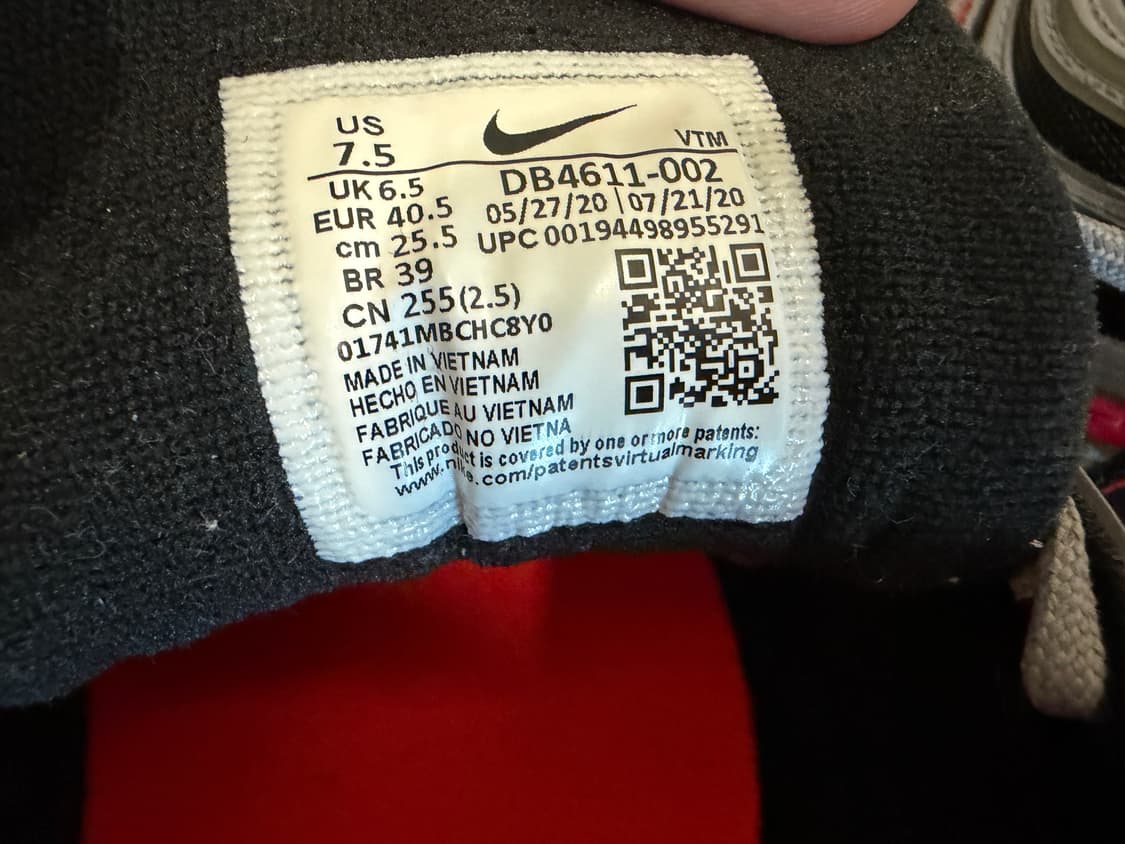 US
7.5
VTM
UK 6.5
DB4611-002
EUR 40.5
05/27/20 | 07/21/20
cm 25.5
UPC 00194498955291
BR 39
CN 255(2.5)
01741MBCHC8Y0
MADE IN VIETNAM
HECHO EN VIETNAM
FABRIQUE AU VIETNAM
FABRICADO NO VIETNA
This product is covered by one or more patents:
www.nike.com/patentsvirtualmarking